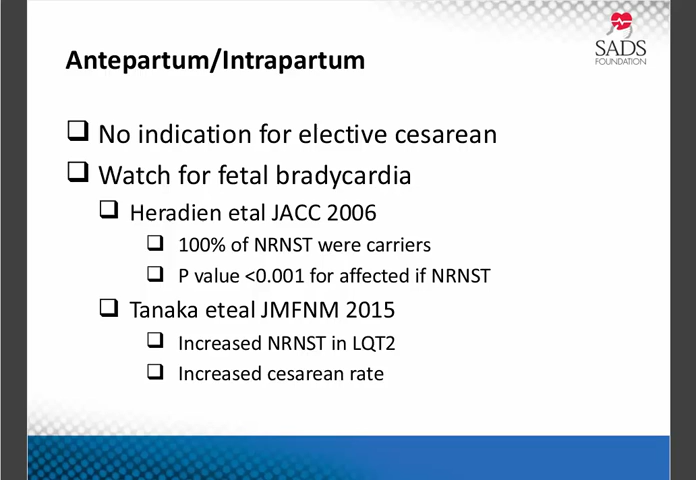 SADS
FOUNDATION
Antepartum/Intrapartum
No indication for elective cesarean
Watch for fetal bradycardia
Heradien etal JACC 2006
100% of NRNST were carriers
P value <0.001 for affected if NRNST
Tanaka eteal JMFNM 2015
Increased NRNST in LQT2
Increased cesarean rate